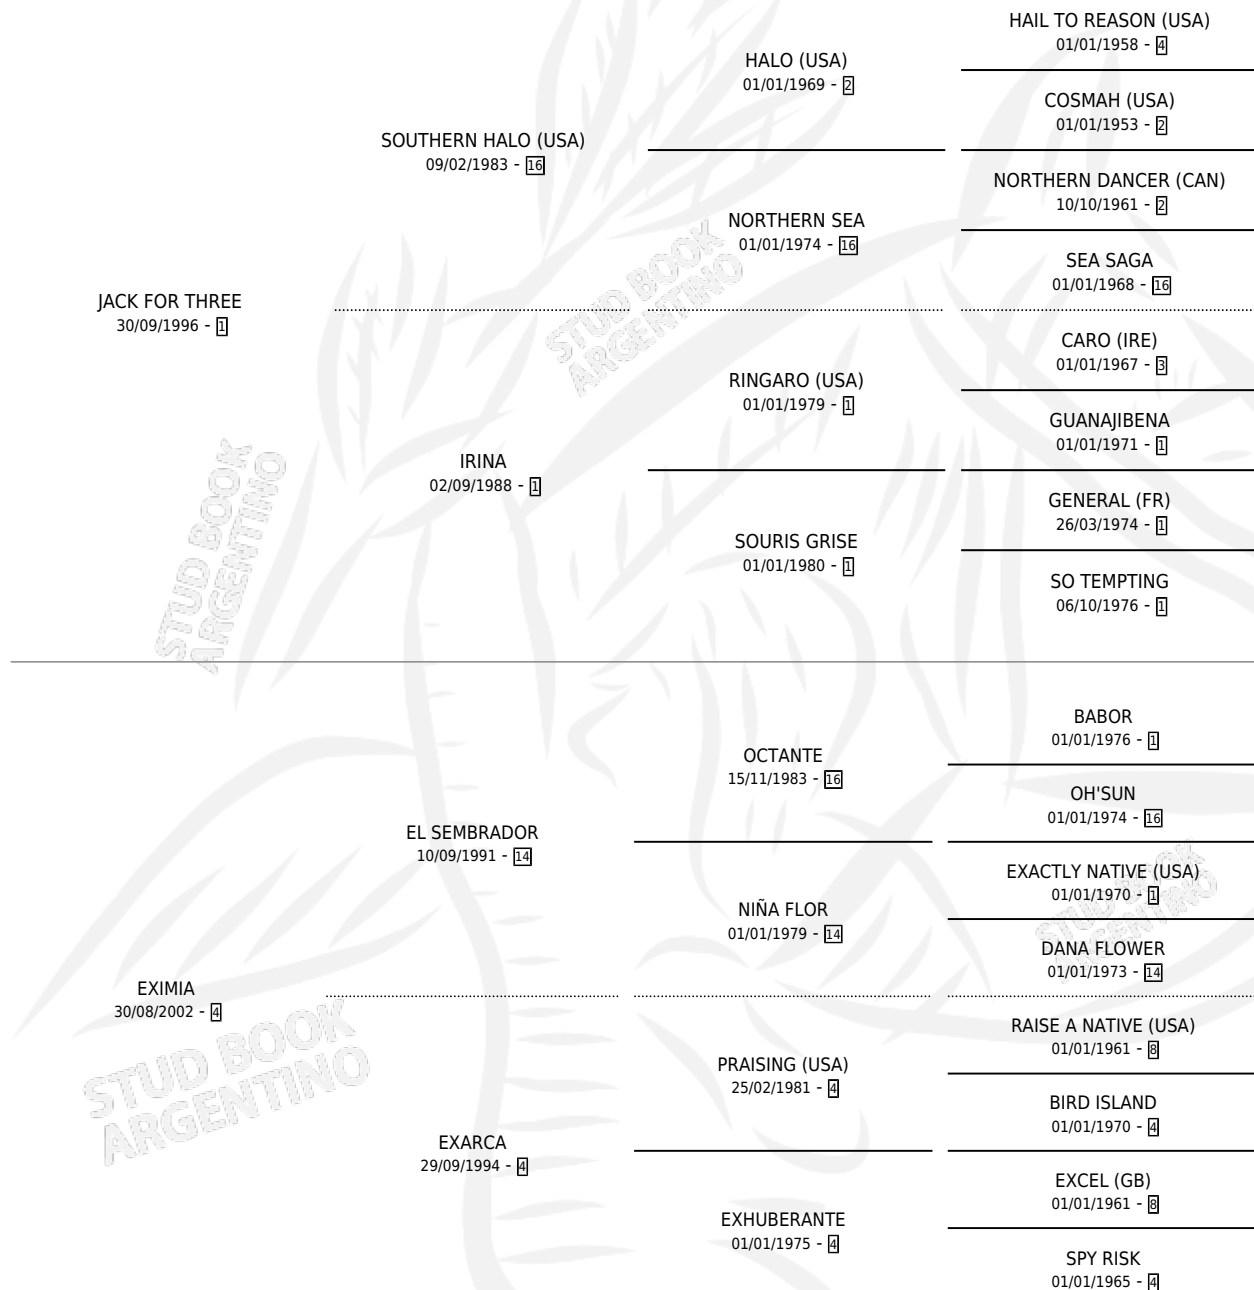 HAIL TO REASON (USA)
01/01/1958 - 4
HALO (USA)
01/01/1969 - 2
COSMAH (USA)
01/01/1953 - 2
SOUTHERN HALO (USA)
09/02/1983 - 16
NORTHERN DANCER (CAN)
10/10/1961 - 2
NORTHERN SEA
01/01/1974 - 16
SEA SAGA
01/01/1968 - 16
JACK FOR THREE
30/09/1996 - 1
CARO (IRE)
01/01/1967 - 3
RINGARO (USA)
01/01/1979 - 1
GUANAJIBENA
01/01/1971 - 1
IRINA
02/09/1988 - 1
GENERAL (FR)
26/03/1974 - 1
SOURIS GRISE
01/01/1980 - 1
SO TEMPTING
06/10/1976 - 1
STUD BOOK
ARGENTINO
STUD BOOK
ARGENTINO
BABOR
01/01/1976 - 1
OCTANTE
15/11/1983 - 16
OH'SUN
01/01/1974 - 16
EL SEMBRADOR
10/09/1991 - 14
EXACTLY NATIVE (USA)
01/01/1970 - 1
NIÑA FLOR
01/01/1979 - 14
DANA FLOWER
01/01/1973 - 14
EXIMIA
30/08/2002 - 4
RAISE A NATIVE (USA)
01/01/1961 - 8
PRAISING (USA)
25/02/1981 - 4
BIRD ISLAND
01/01/1970 - 4
EXARCA
29/09/1994 - 4
EXCEL (GB)
01/01/1961 - 8
EXHUBERANTE
01/01/1975 - 4
SPY RISK
01/01/1965 - 4
STUD BOOK
ARGENTINO
STUD BOOK
ARGENTINO